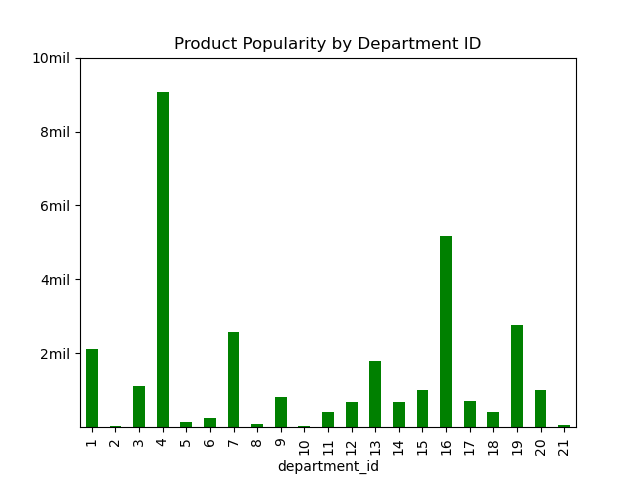 Product Popularity by Department ID
10mil
8mil
6mil
4mil
2mil
1 2 3 4 5 6 7 8 9 10 11 12 13 14 15 16 17 18 19 20 21
department_id